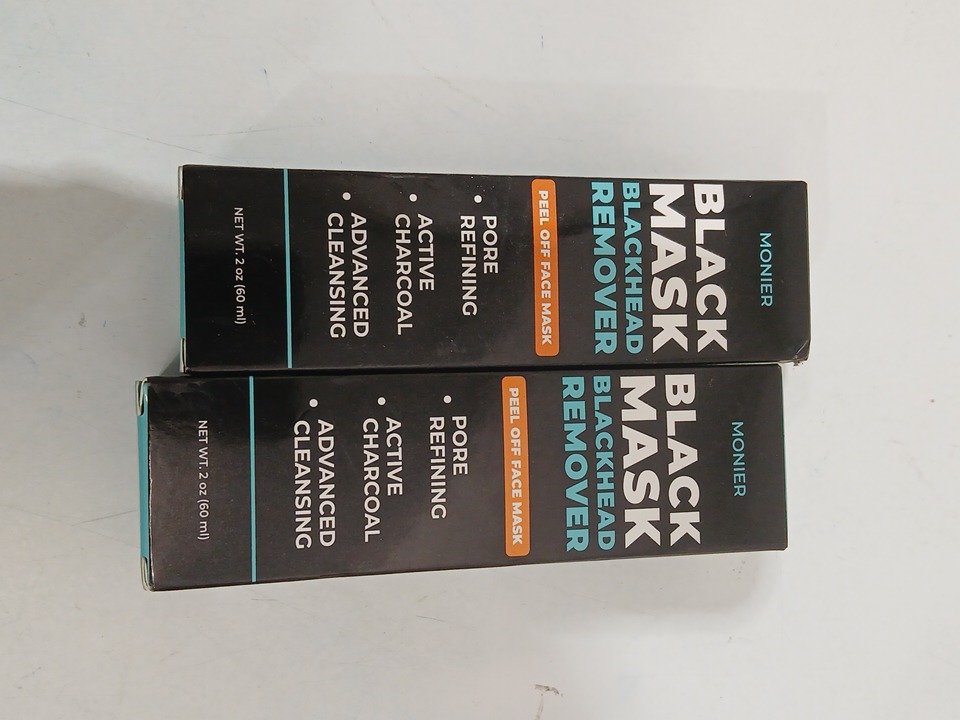 MONIER
BLACK
MASK
BLACKHEAD
REMOVER
PEEL OFF FACE MASK
• PORE
REFINING
• ACTIVE
CHARCOAL
• ADVANCED
CLEANSING
NET WT. 2 oz (60 ml)
MONIER
BLACK
MASK
BLACKHEAD
REMOVER
PEEL OFF FACE MASK
• PORE
REFINING
• ACTIVE
CHARCOAL
• ADVANCED
CLEANSING
NET WT. 2 oz (60 ml)